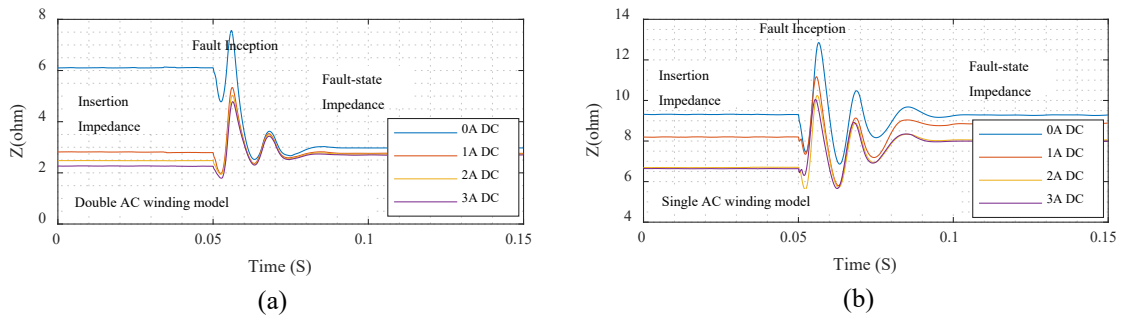 8
6
4
2
0
Z(ohm)
Fault Inception
Insertion
Impedance
Fault-state
Impedance
Double AC winding model
0A DC
1A DC
2A DC
3A DC
0
0.05
0.1
0.15
Time (S)
(a)
14
12
10
8
6
4
Z(ohm)
Fault Inception
Insertion
Impedance
Fault-state
Impedance
Single AC winding model
0A DC
1A DC
2A DC
3A DC
0
0.05
0.1
0.15
Time (S)
(b)